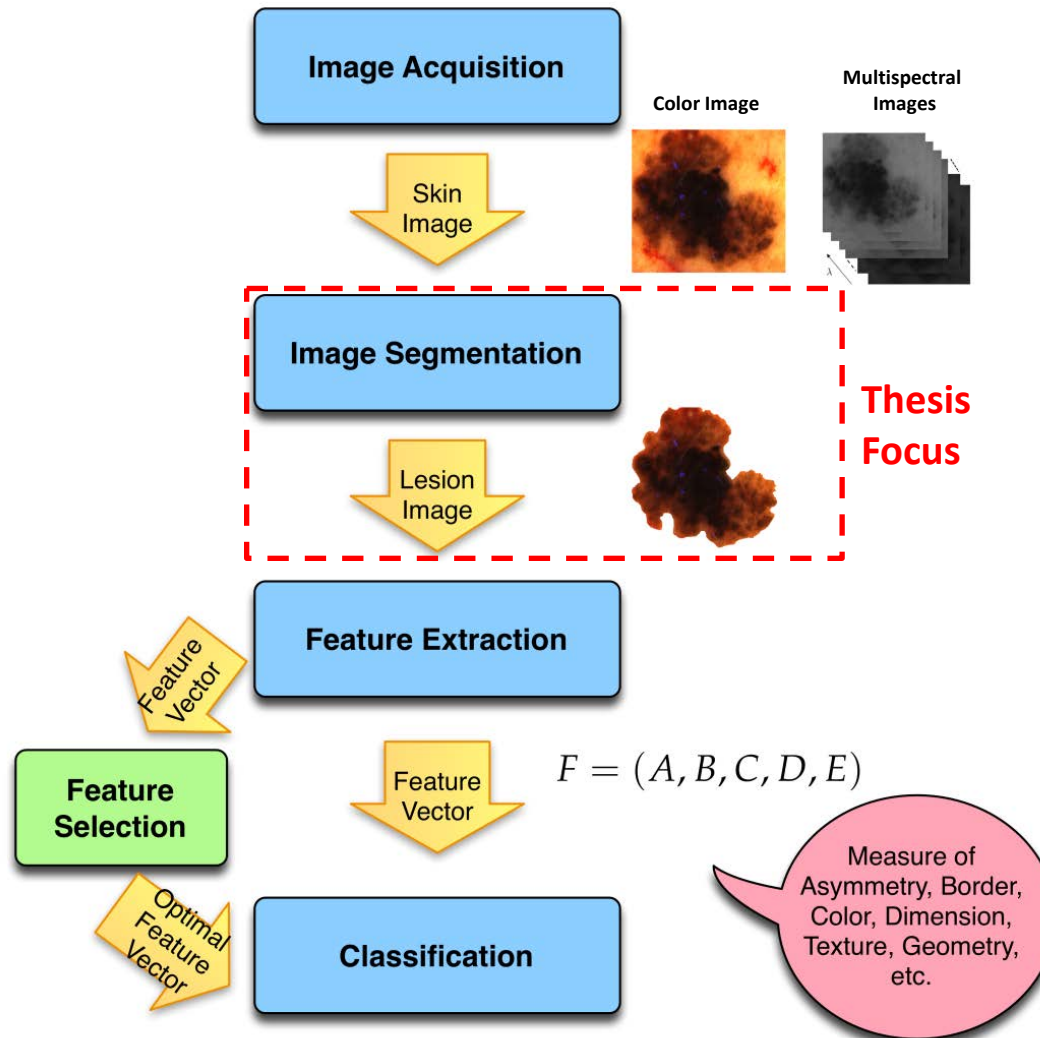 Image Acquisition
Color Image
Multispectral
Images
Skin
Image
λ
Image Segmentation
Thesis
Focus
Lesion
Image
Feature Extraction
Feature
Vector
Feature
Selection
Feature
Vector
F = (A, B, C, D, E)
Optimal
Feature
Vector
Classification
Measure of
Asymmetry, Border,
Color, Dimension,
Texture, Geometry,
etc.